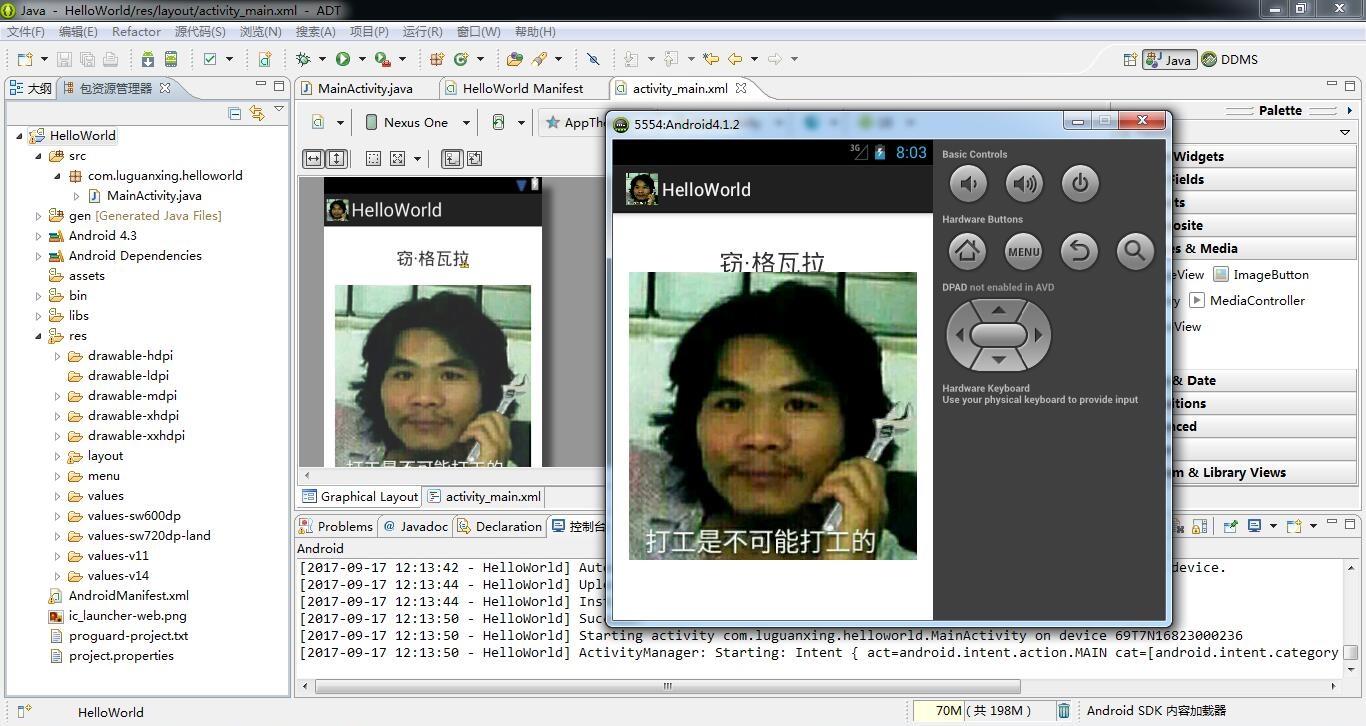 Java - HelloWorld/res/layout/activity_main.xml - ADT
文件(F) 编辑(E) Refactor 源代码(S) 浏览(N) 搜索(A) 项目(P) 运行(R) 窗口(W) 帮助(H)
Java DDMS
大纲 包资源管理器
MainActivity.java HelloWorld Manifest activity_main.xml
Palette
HelloWorld
src
com.luguanxing.helloworld
MainActivity.java
gen [Generated Java Files]
Android 4.3
Android Dependencies
assets
bin
libs
res
drawable-hdpi
drawable-ldpi
drawable-mdpi
drawable-xhdpi
drawable-xxhdpi
layout
menu
values
values-sw600dp
values-sw720dp-land
values-v11
values-v14
AndroidManifest.xml
ic_launcher-web.png
proguard-project.txt
project.properties
Nexus One AppTh
HelloWorld
窃·格瓦拉
打工是不可能打工的
Graphical Layout activity_main.xml
5554:Android4.1.2
3G 8:03
HelloWorld
窃·格瓦拉
打工是不可能打工的
Basic Controls
Hardware Buttons
MENU
DPAD not enabled in AVD
Hardware Keyboard
Use your physical keyboard to provide input
Widgets
ields
ts
osite
s & Media
View ImageButton
y MediaController
View
& Date
itions
nced
m & Library Views
Problems @ Javadoc Declaration 控制台
Android
[2017-09-17 12:13:42 - HelloWorld] Auto device.
[2017-09-17 12:13:44 - HelloWorld] Uplo
[2017-09-17 12:13:44 - HelloWorld] Inst
[2017-09-17 12:13:50 - HelloWorld] Succ
[2017-09-17 12:13:50 - HelloWorld] Starting activity com.luguanxing.helloworld.MainActivity on device 69T7N16823000236
[2017-09-17 12:13:50 - HelloWorld] ActivityManager: Starting: Intent { act=android.intent.action.MAIN cat=[android.intent.category
HelloWorld
70M (共 198M)
Android SDK 内容加载器